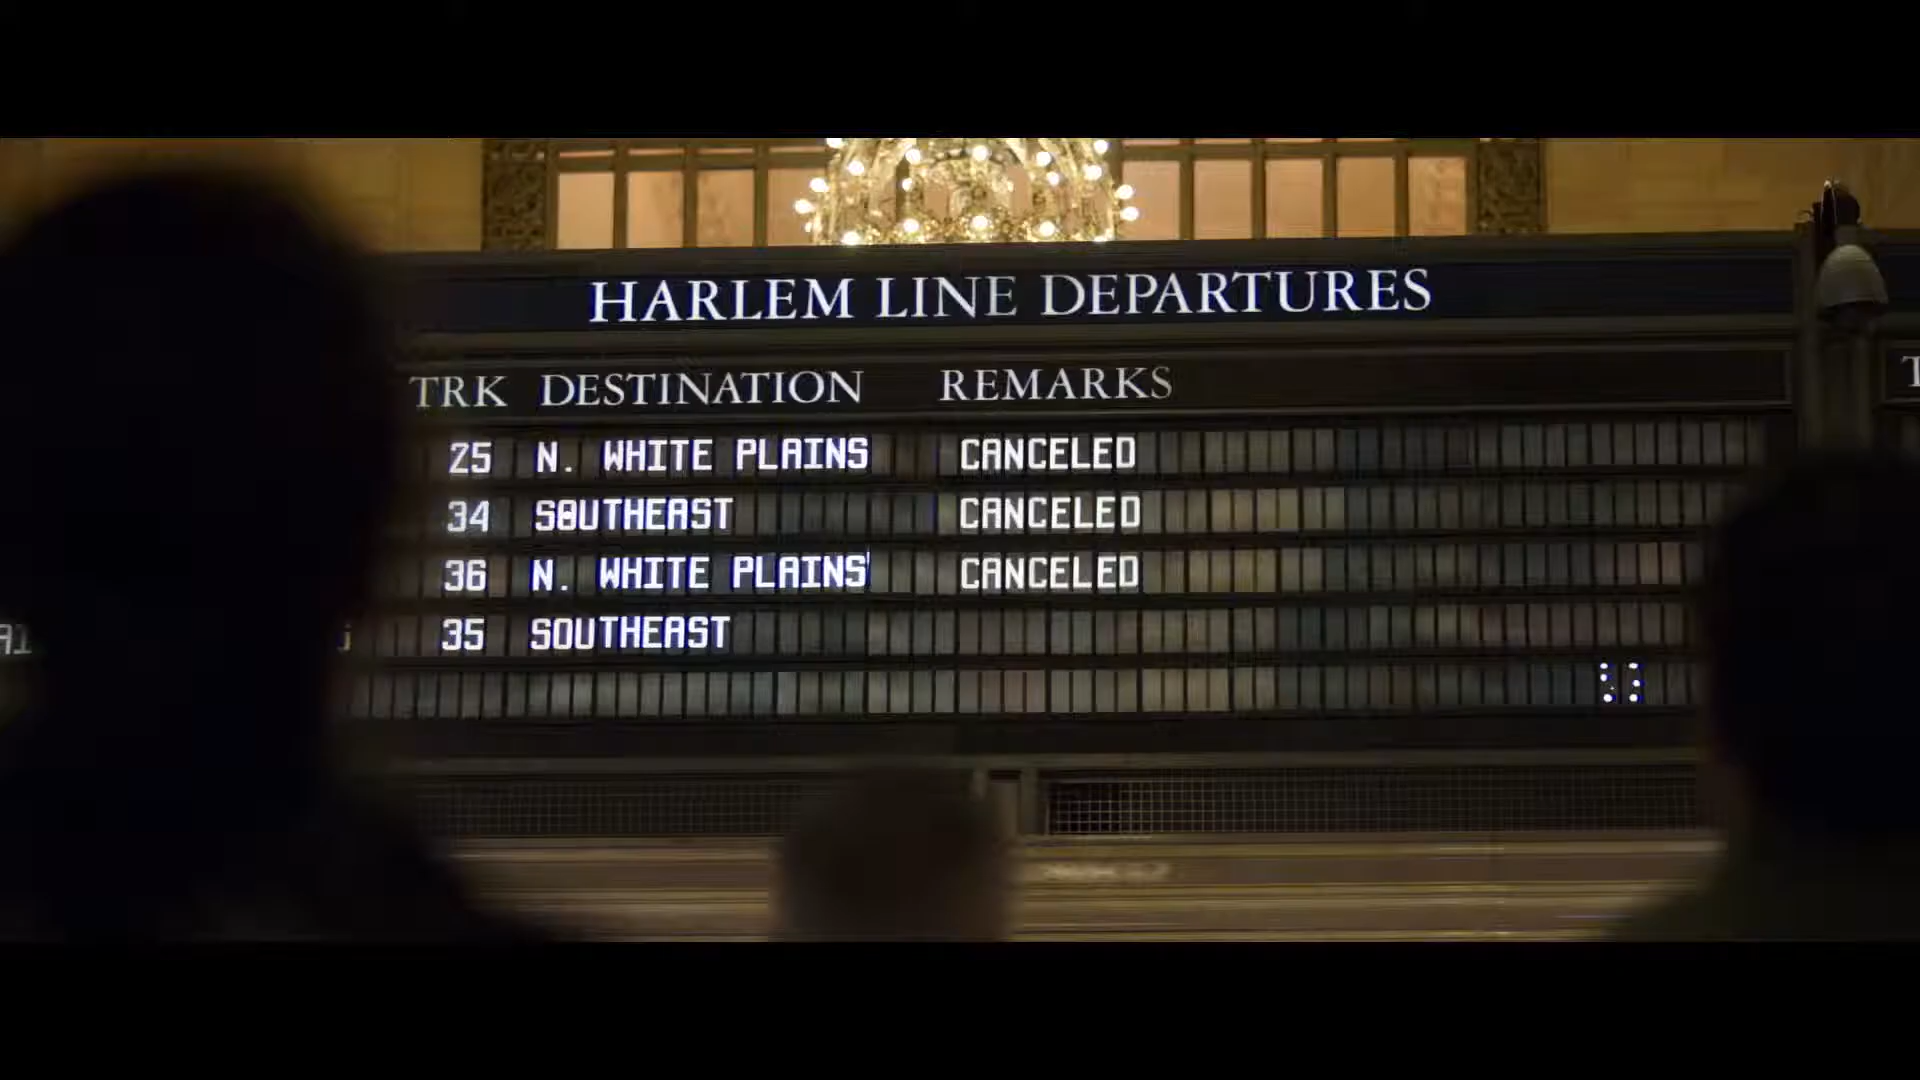 HARLEM LINE DEPARTURES
TRK DESTINATION REMARKS
25 N. WHITE PLAINS CANCELED
34 SOUTHEAST CANCELED
36 N. WHITE PLAINS CANCELED
35 SOUTHEAST